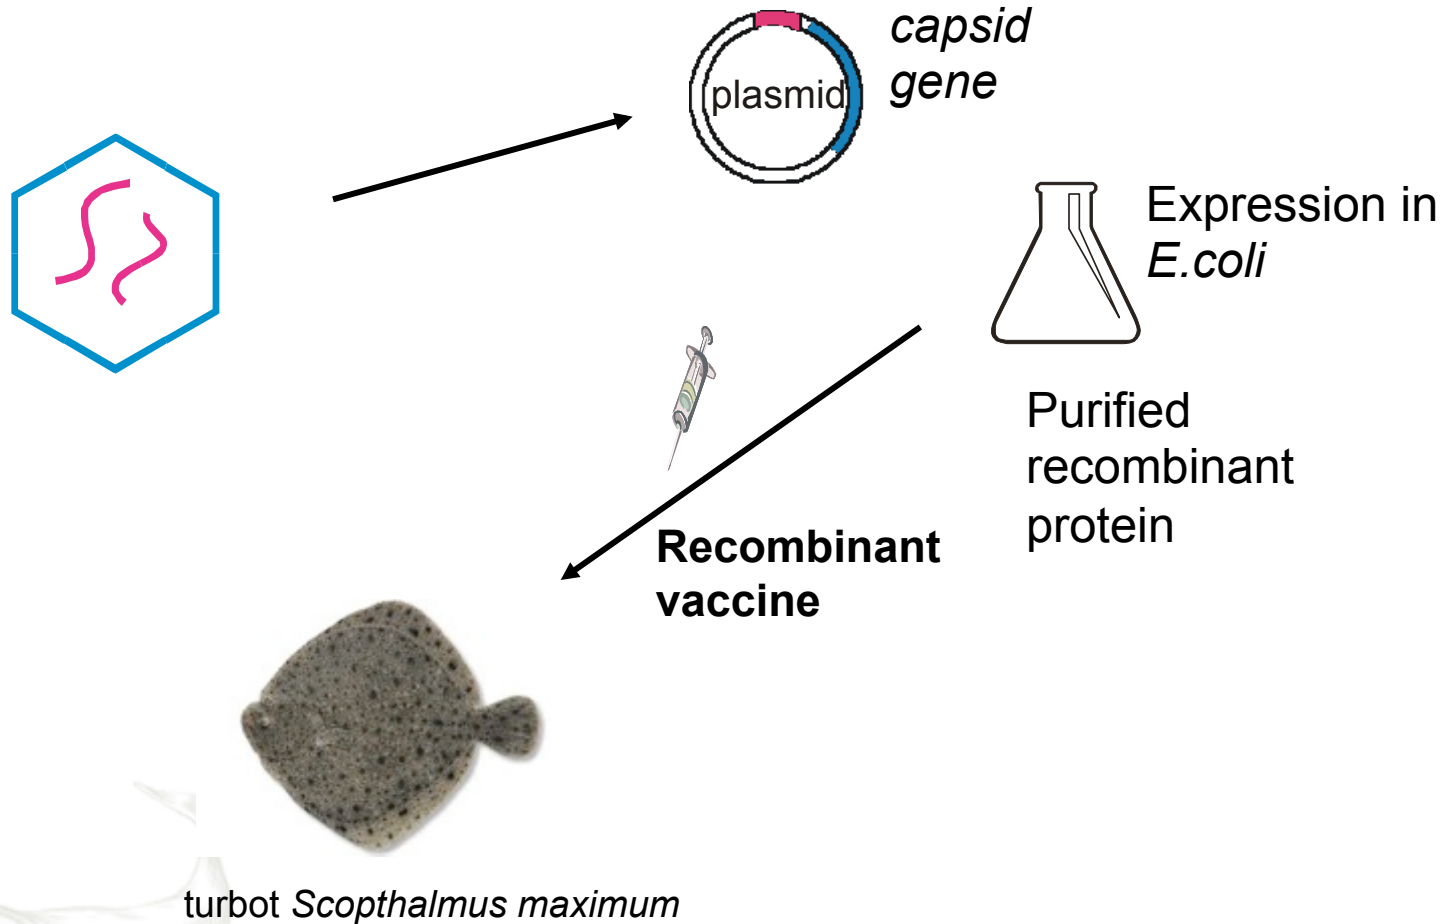 capsid
gene
plasmid
Expression in
E.coli
Purified
recombinant
protein
Recombinant
vaccine
turbot Scopthalmus maximum